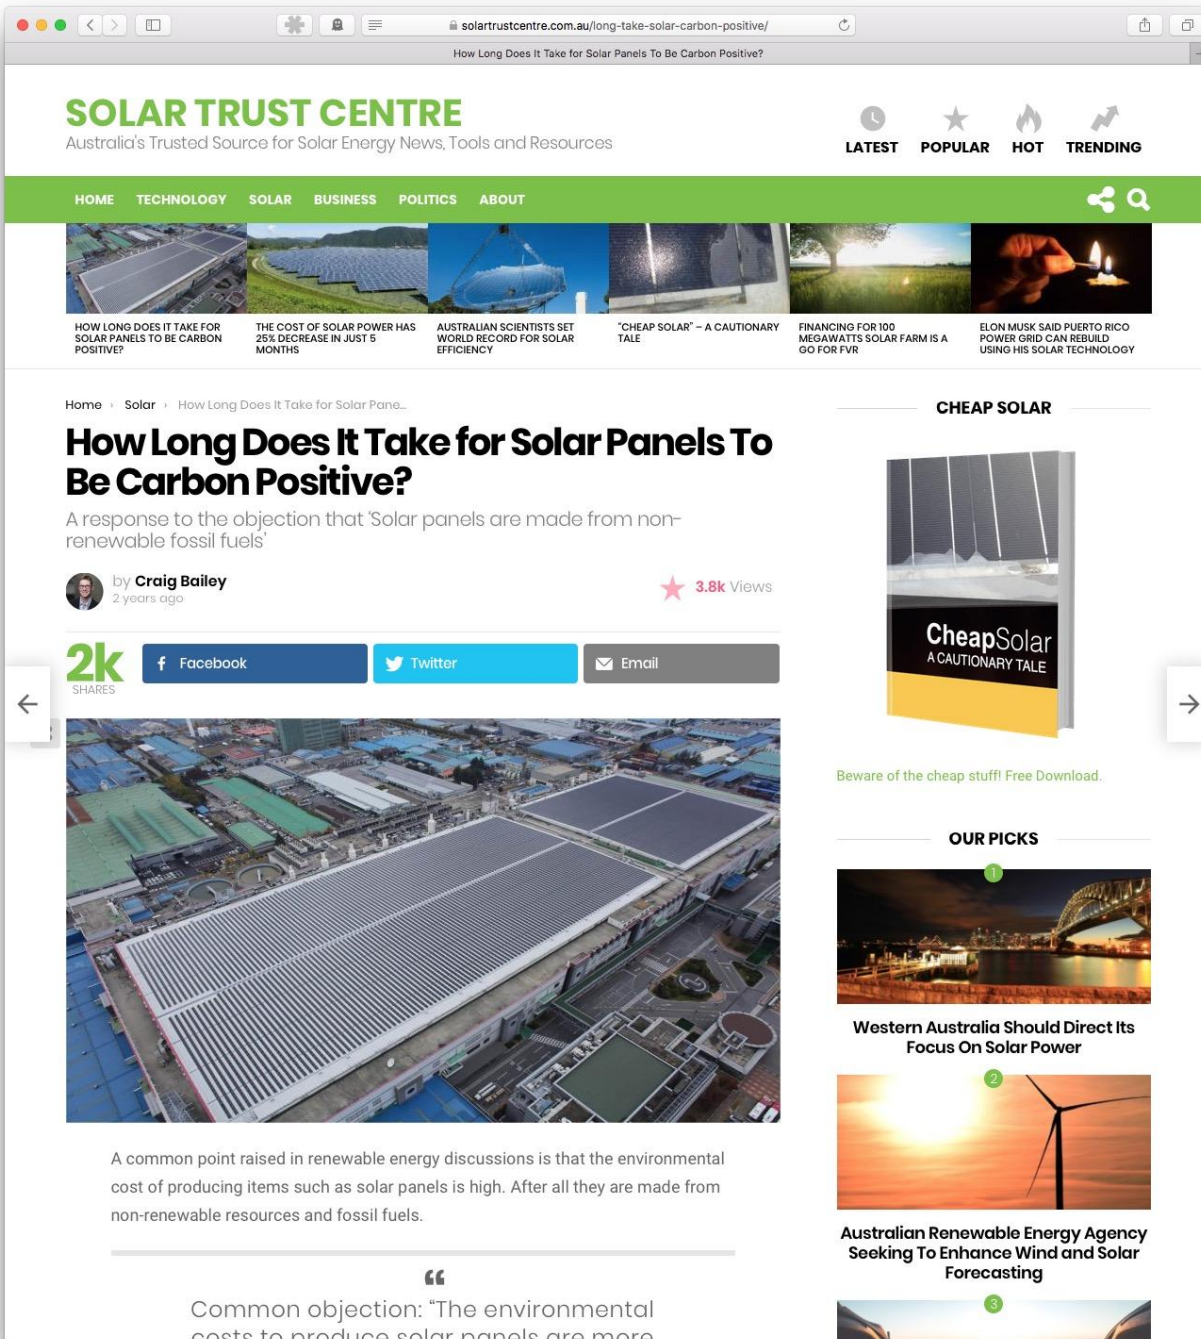 solartrustcentre.com.au/long-take-solar-carbon-positive/
How Long Does It Take for Solar Panels To Be Carbon Positive?
SOLAR TRUST CENTRE
Australia's Trusted Source for Solar Energy News, Tools and Resources
LATEST POPULAR HOT TRENDING
HOME TECHNOLOGY SOLAR BUSINESS POLITICS ABOUT
HOW LONG DOES IT TAKE FOR
SOLAR PANELS TO BE CARBON
POSITIVE?
THE COST OF SOLAR POWER HAS
25% DECREASE IN JUST 5
MONTHS
AUSTRALIAN SCIENTISTS SET
WORLD RECORD FOR SOLAR
EFFICIENCY
"CHEAP SOLAR" – A CAUTIONARY
TALE
FINANCING FOR 100
MEGAWATTS SOLAR FARM IS A
GO FOR FVR
ELON MUSK SAID PUERTO RICO
POWER GRID CAN REBUILD
USING HIS SOLAR TECHNOLOGY
Home › Solar › How Long Does It Take for Solar Pane...
How Long Does It Take for Solar Panels To
Be Carbon Positive?
A response to the objection that 'Solar panels are made from non-
renewable fossil fuels'
by Craig Bailey
2 years ago
3.8k Views
2k
SHARES
Facebook
Twitter
Email
A common point raised in renewable energy discussions is that the environmental
cost of producing items such as solar panels is high. After all they are made from
non-renewable resources and fossil fuels.
“
Common objection: “The environmental
costs to produce solar panels are more
CHEAP SOLAR
CheapSolar
A CAUTIONARY TALE
Beware of the cheap stuff! Free Download.
OUR PICKS
1
Western Australia Should Direct Its
Focus On Solar Power
2
Australian Renewable Energy Agency
Seeking To Enhance Wind and Solar
Forecasting
3